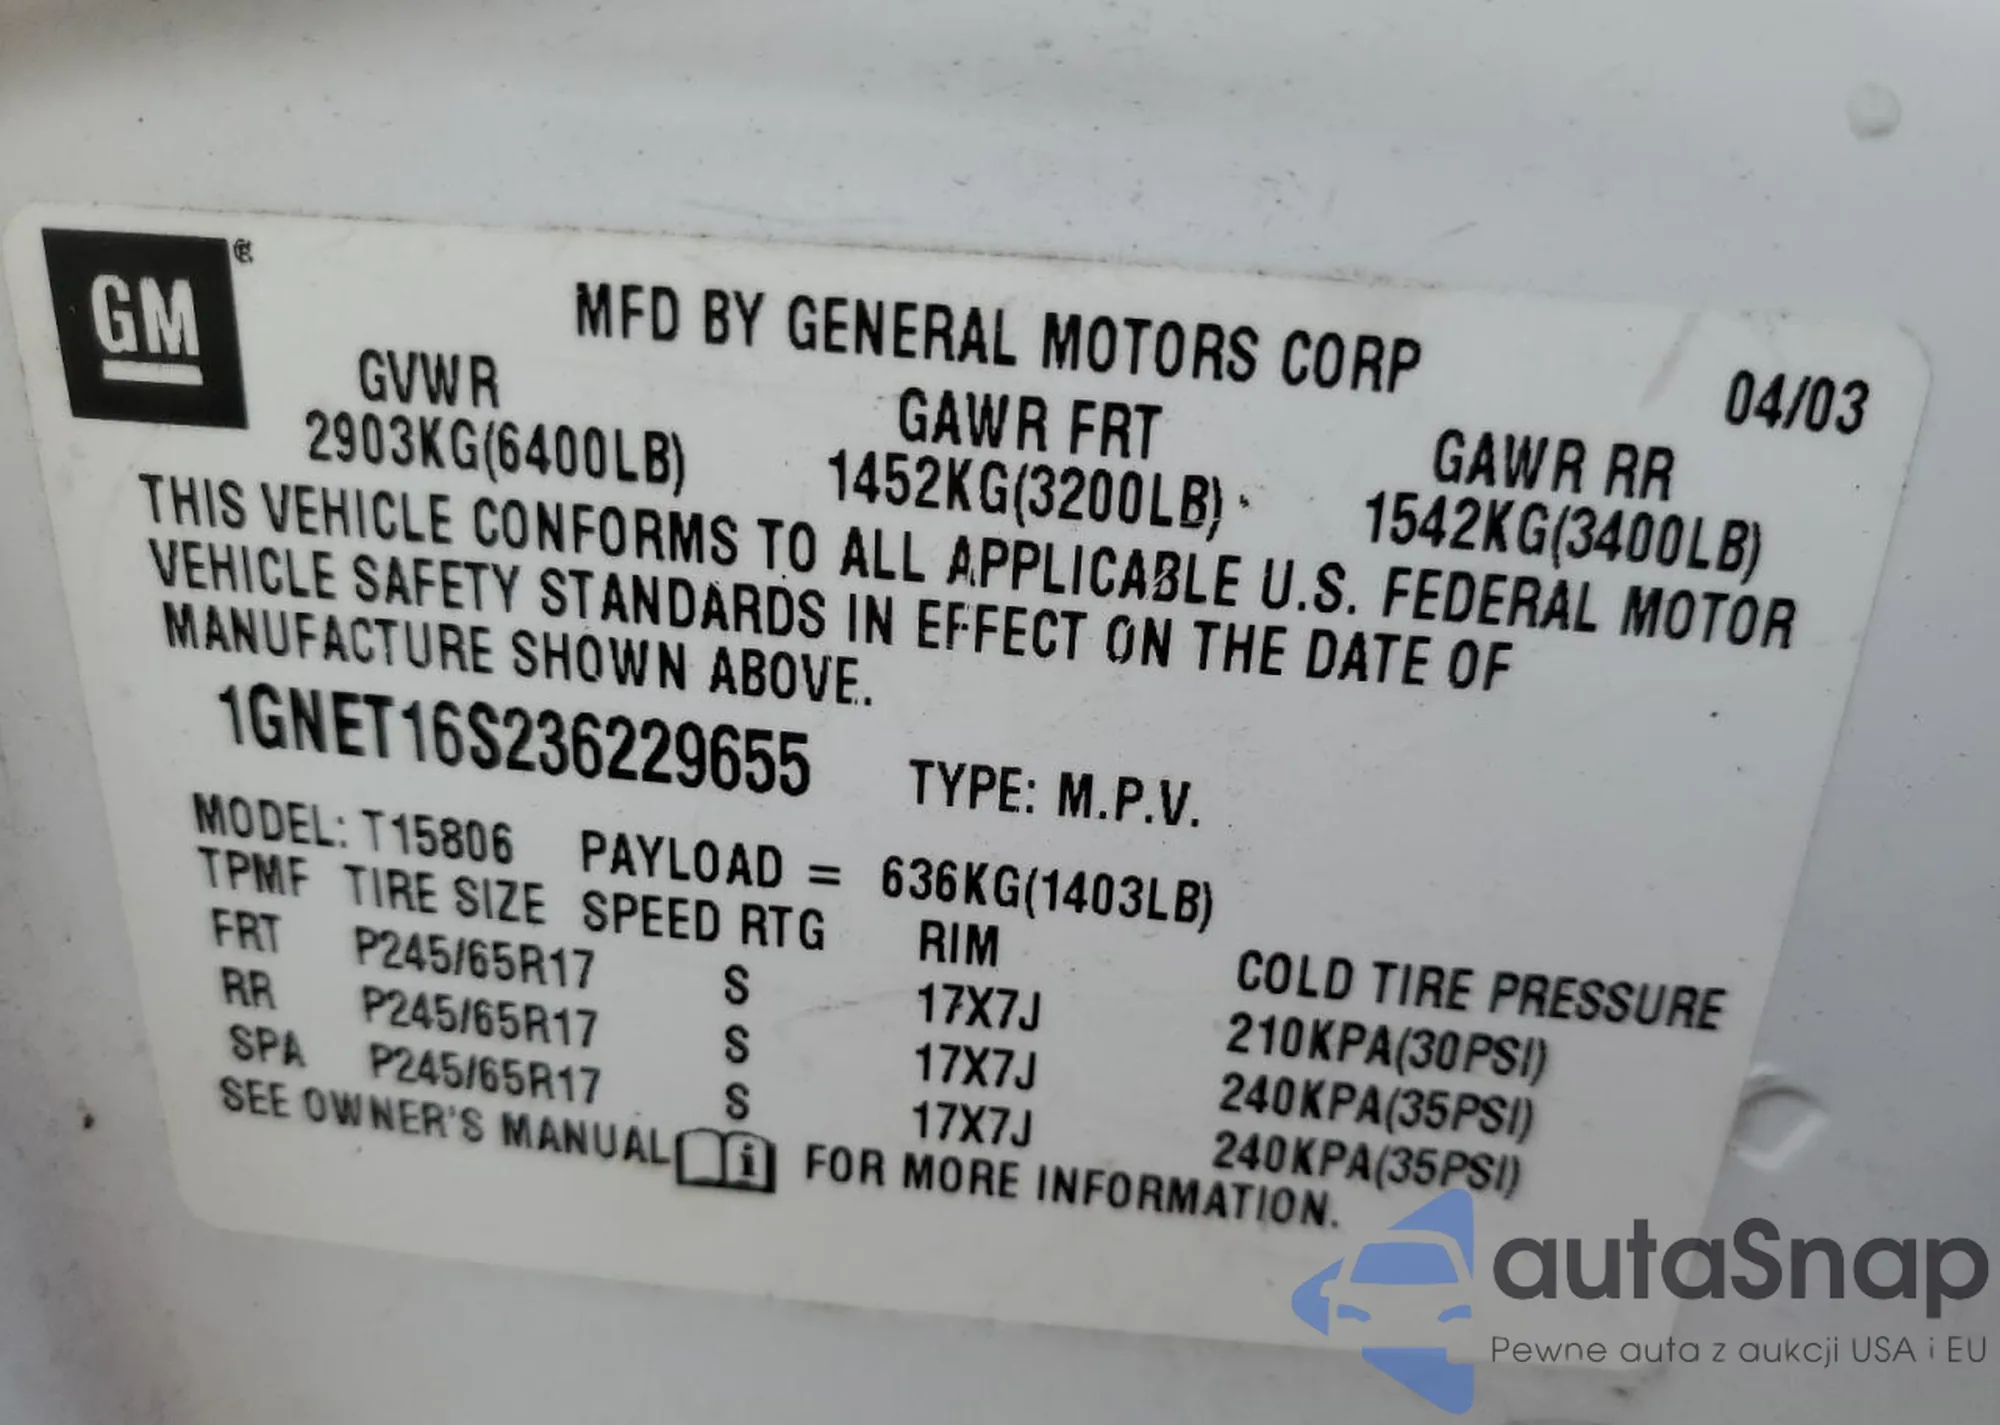 GM®
MFD BY GENERAL MOTORS CORP
04/03
GVWR GAWR FRT GAWR RR
2903KG(6400LB) 1452KG(3200LB) 1542KG(3400LB)
THIS VEHICLE CONFORMS TO ALL APPLICABLE U.S. FEDERAL MOTOR
VEHICLE SAFETY STANDARDS IN EFFECT ON THE DATE OF
MANUFACTURE SHOWN ABOVE.
1GNET16S236229655 TYPE: M.P.V.
MODEL: T15806 PAYLOAD = 636KG(1403LB)
TPMF TIRE SIZE SPEED RTG RIM COLD TIRE PRESSURE
FRT P245/65R17 S 17X7J 210KPA(30PSI)
RR P245/65R17 S 17X7J 240KPA(35PSI)
SPA P245/65R17 S 17X7J 240KPA(35PSI)
SEE OWNER'S MANUAL i FOR MORE INFORMATION.
autaSnap
Pewne auta z aukcji USA i EU